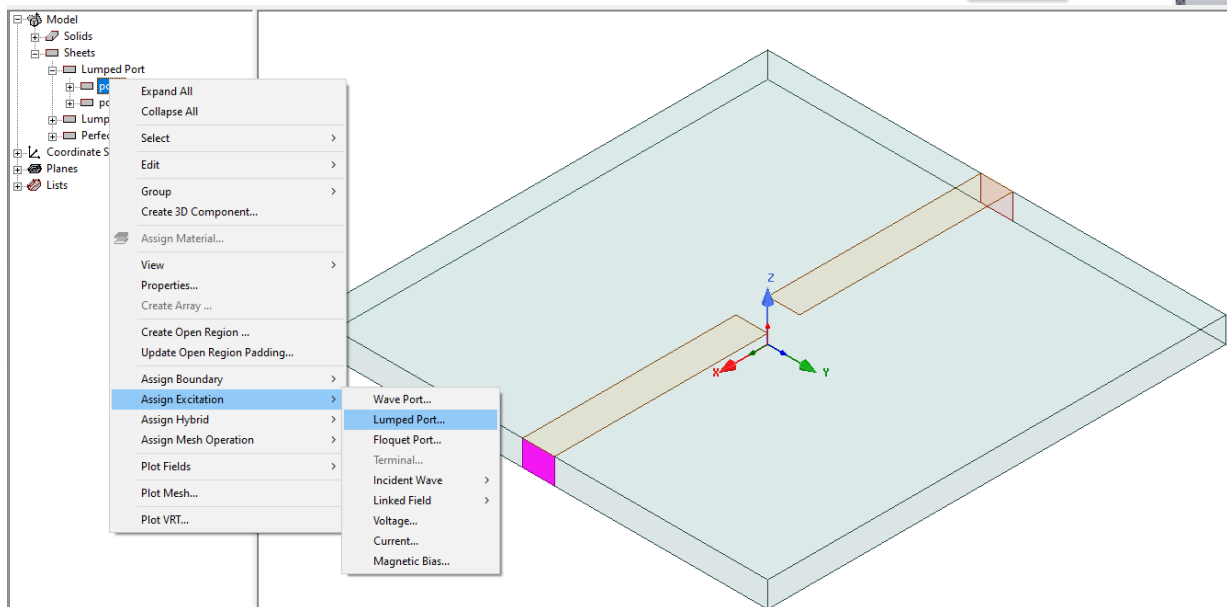 Model
Solids
Sheets
Lumped Port
Lump
Perfec
Coordinate S
Planes
Lists
Expand All
Collapse All
Select
Edit
Group
Create 3D Component...
Assign Material...
View
Properties...
Create Array ...
Create Open Region ...
Update Open Region Padding...
Assign Boundary
Assign Excitation
Assign Hybrid
Assign Mesh Operation
Plot Fields
Plot Mesh...
Plot VRT...
Wave Port...
Lumped Port...
Floquet Port...
Terminal...
Incident Wave
Linked Field
Voltage...
Current...
Magnetic Bias...
Z
X
Y